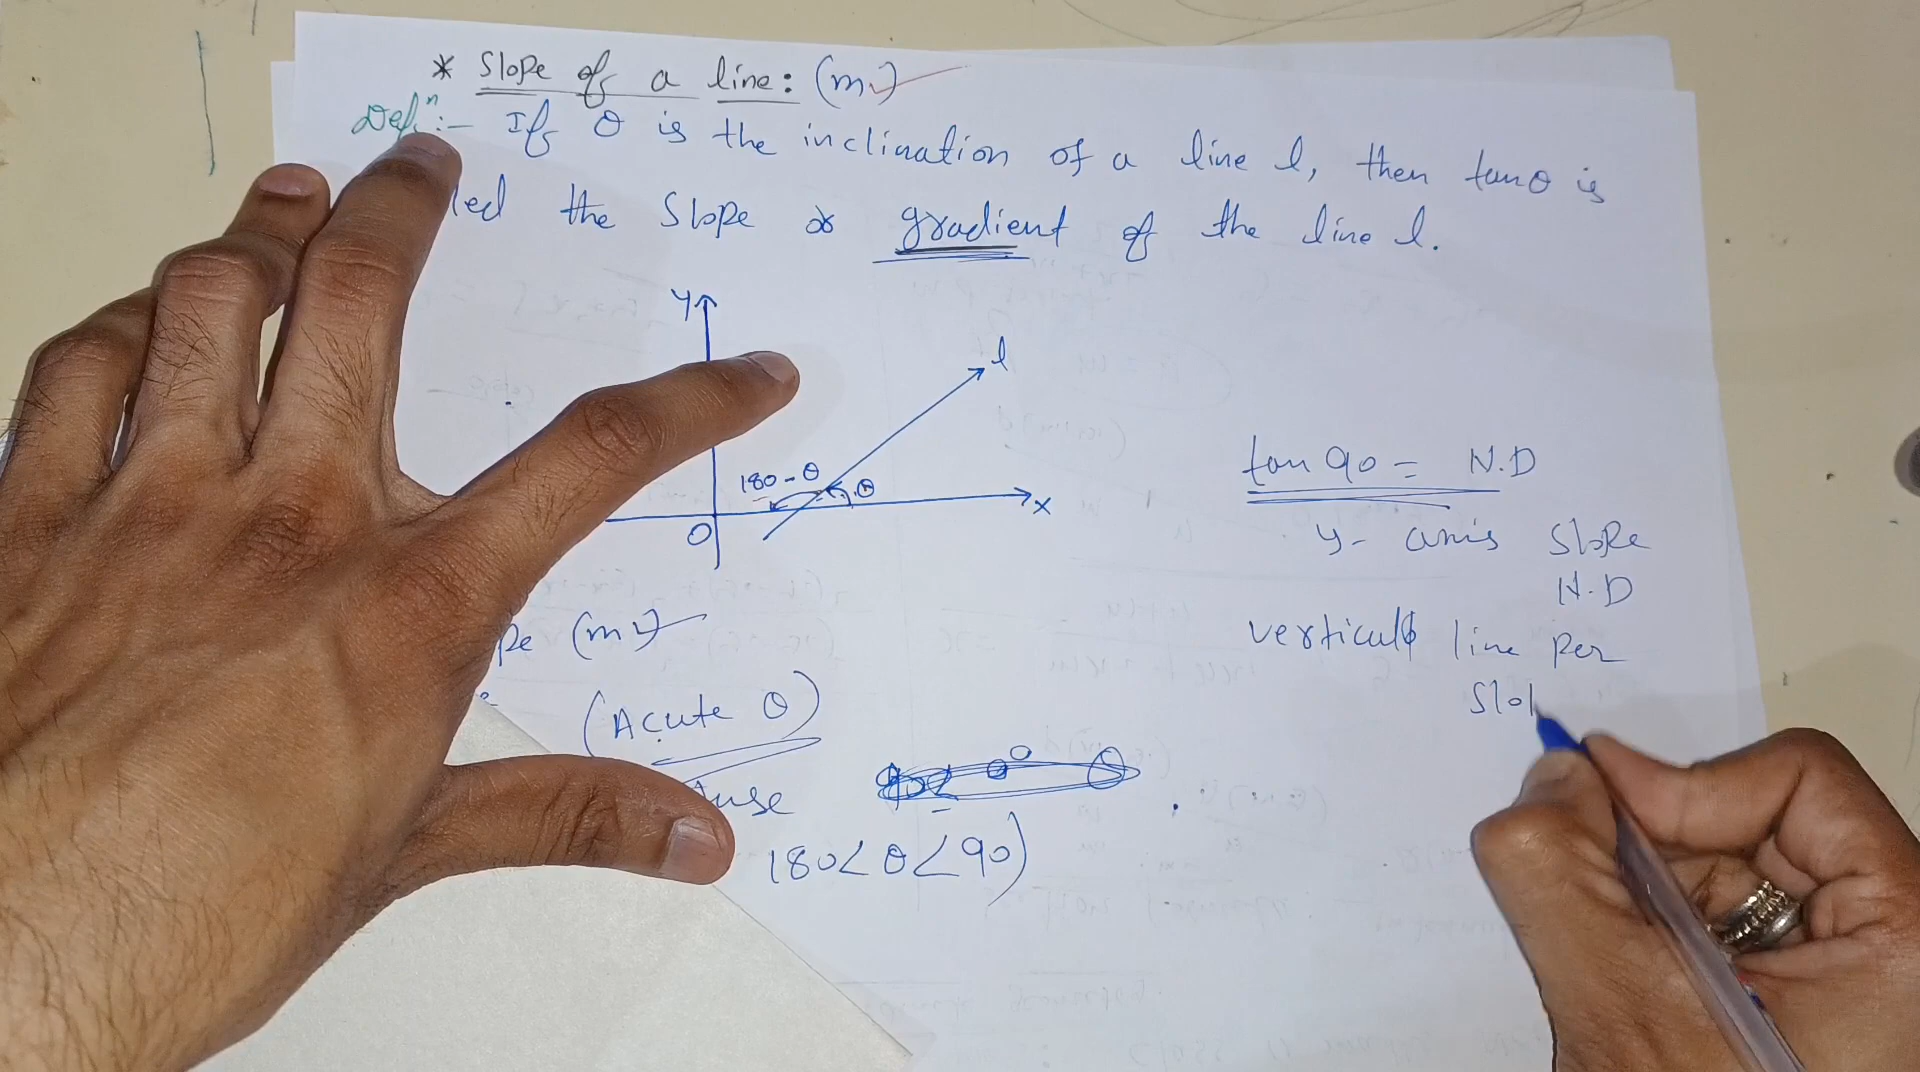 * Slope of a line: (m)
Defⁿ:- If θ is the inclination of a line l, then tanθ is
led the Slope or gradient of the line l.
y
l
180-θ
θ
x
O
tan 90 = N.D
y- axis Slope
N.D
vertical line per
Slop
pe (m)
(Acute θ)
use
180<θ<90)